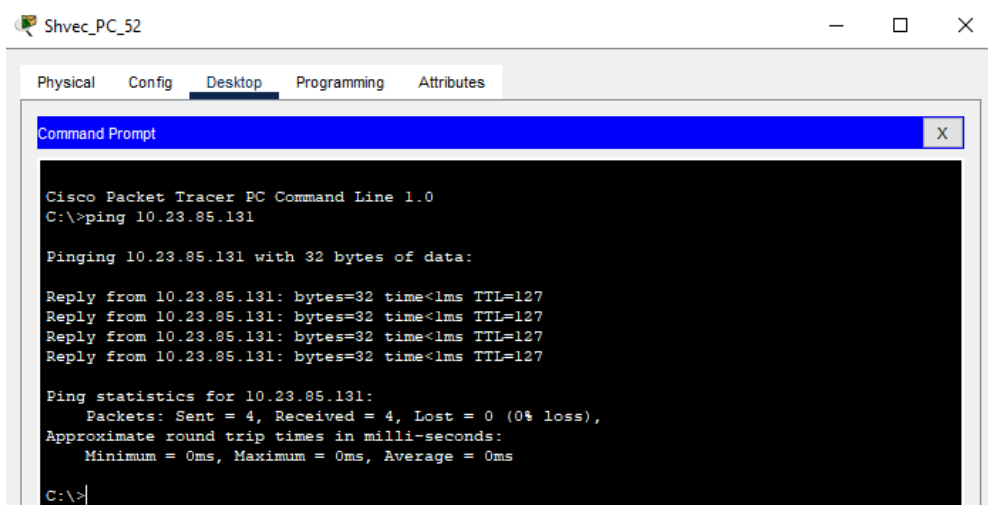 Shvec_PC_52
Physical Config Desktop Programming Attributes
Command Prompt X
Cisco Packet Tracer PC Command Line 1.0
C:\>ping 10.23.85.131
Pinging 10.23.85.131 with 32 bytes of data:
Reply from 10.23.85.131: bytes=32 time<1ms TTL=127
Reply from 10.23.85.131: bytes=32 time<1ms TTL=127
Reply from 10.23.85.131: bytes=32 time<1ms TTL=127
Reply from 10.23.85.131: bytes=32 time<1ms TTL=127
Ping statistics for 10.23.85.131:
Packets: Sent = 4, Received = 4, Lost = 0 (0% loss),
Approximate round trip times in milli-seconds:
Minimum = 0ms, Maximum = 0ms, Average = 0ms
C:\>